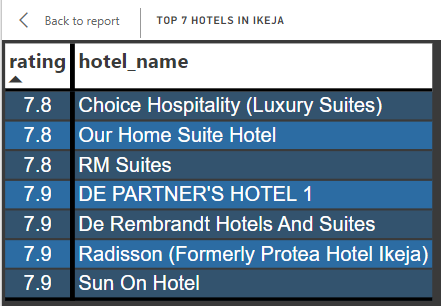 Back to report TOP 7 HOTELS IN IKEJA
rating hotel_name
7.8 Choice Hospitality (Luxury Suites)
7.8 Our Home Suite Hotel
7.8 RM Suites
7.9 DE PARTNER'S HOTEL 1
7.9 De Rembrandt Hotels And Suites
7.9 Radisson (Formerly Protea Hotel Ikeja)
7.9 Sun On Hotel